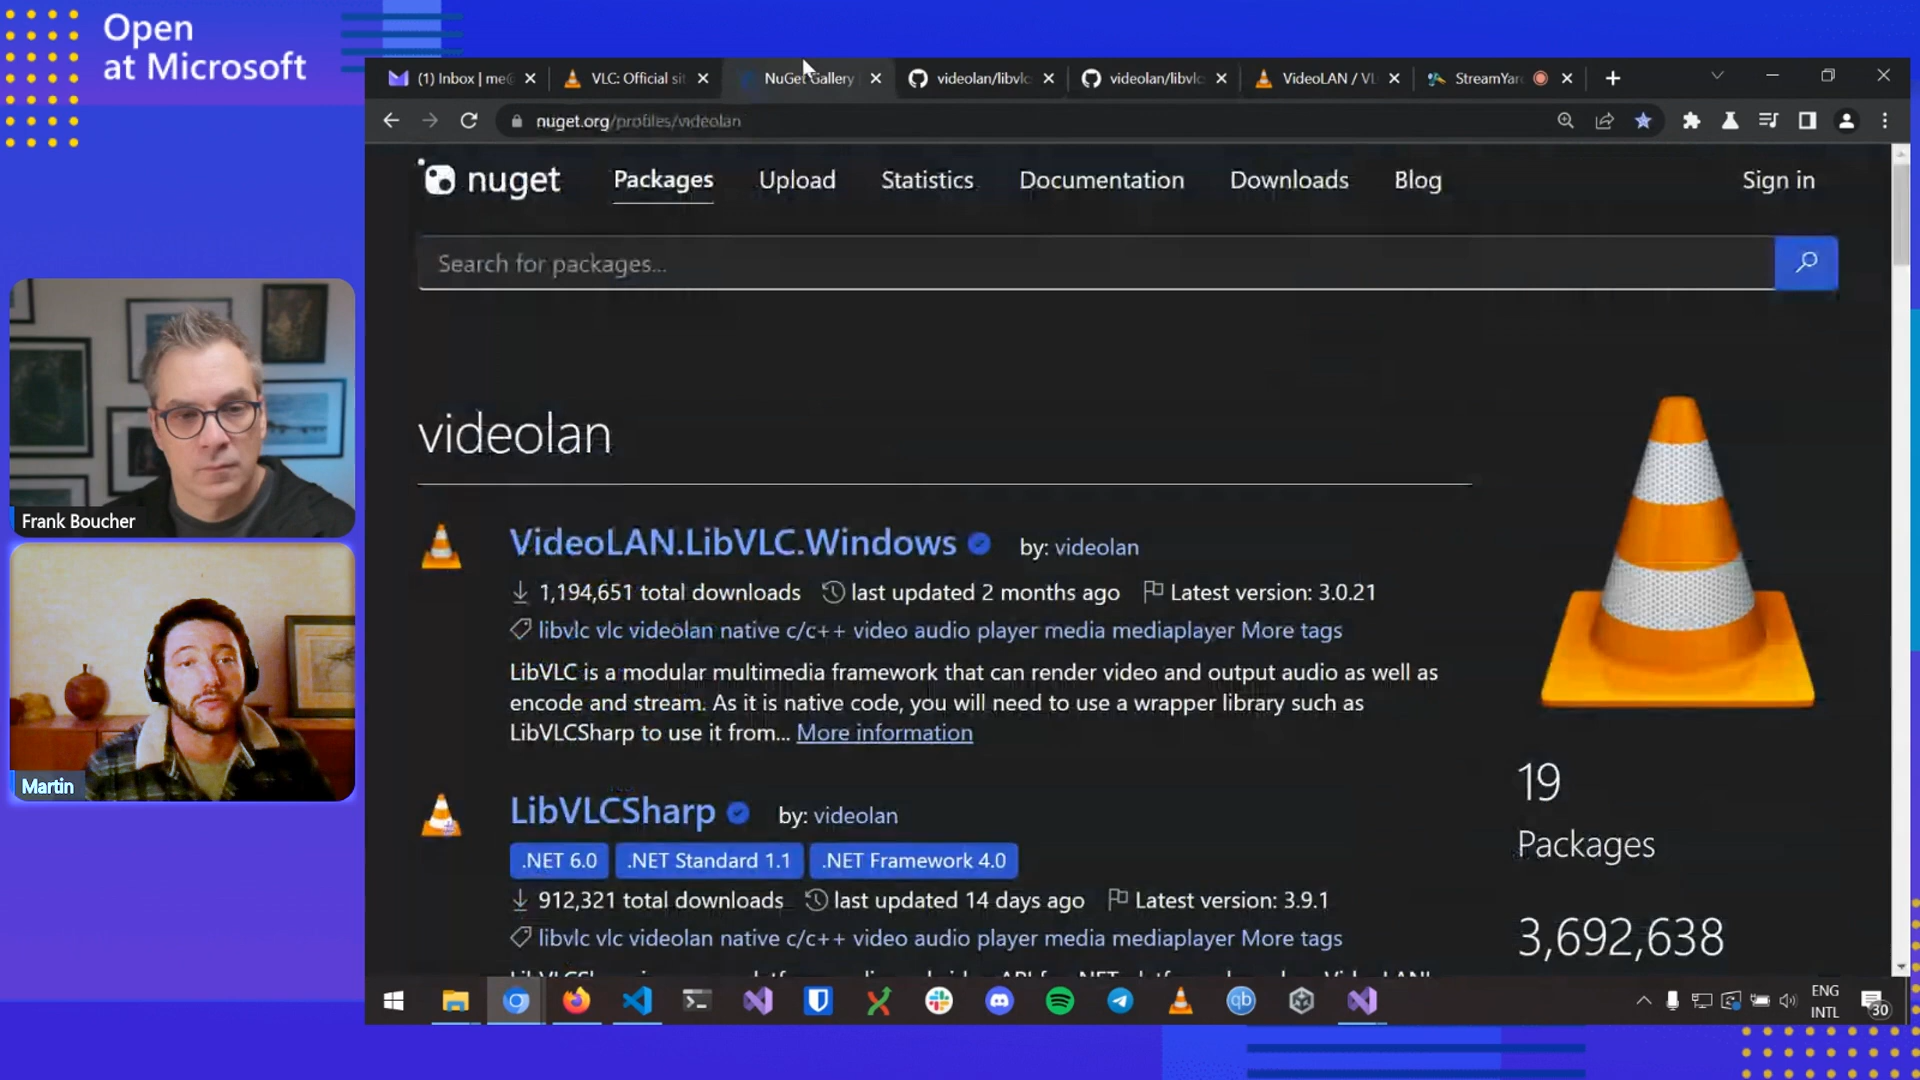 Open
at Microsoft
(1) Inbox | me@
VLC: Official sit
NuGet Gallery
videolan/libvlc
videolan/libvlc
VideoLAN / VL
StreamYar
nuget.org/profiles/videolan
nuget
Packages
Upload
Statistics
Documentation
Downloads
Blog
Sign in
Search for packages...
videolan
VideoLAN.LibVLC.Windows by: videolan
1,194,651 total downloads last updated 2 months ago Latest version: 3.0.21
libvlc vlc videolan native c/c++ video audio player media mediaplayer More tags
LibVLC is a modular multimedia framework that can render video and output audio as well as
encode and stream. As it is native code, you will need to use a wrapper library such as
LibVLCSharp to use it from... More information
LibVLCSharp by: videolan
.NET 6.0 .NET Standard 1.1 .NET Framework 4.0
912,321 total downloads last updated 14 days ago Latest version: 3.9.1
libvlc vlc videolan native c/c++ video audio player media mediaplayer More tags
19
Packages
3,692,638
Frank Boucher
Martin
qb
ENG
INTL
30